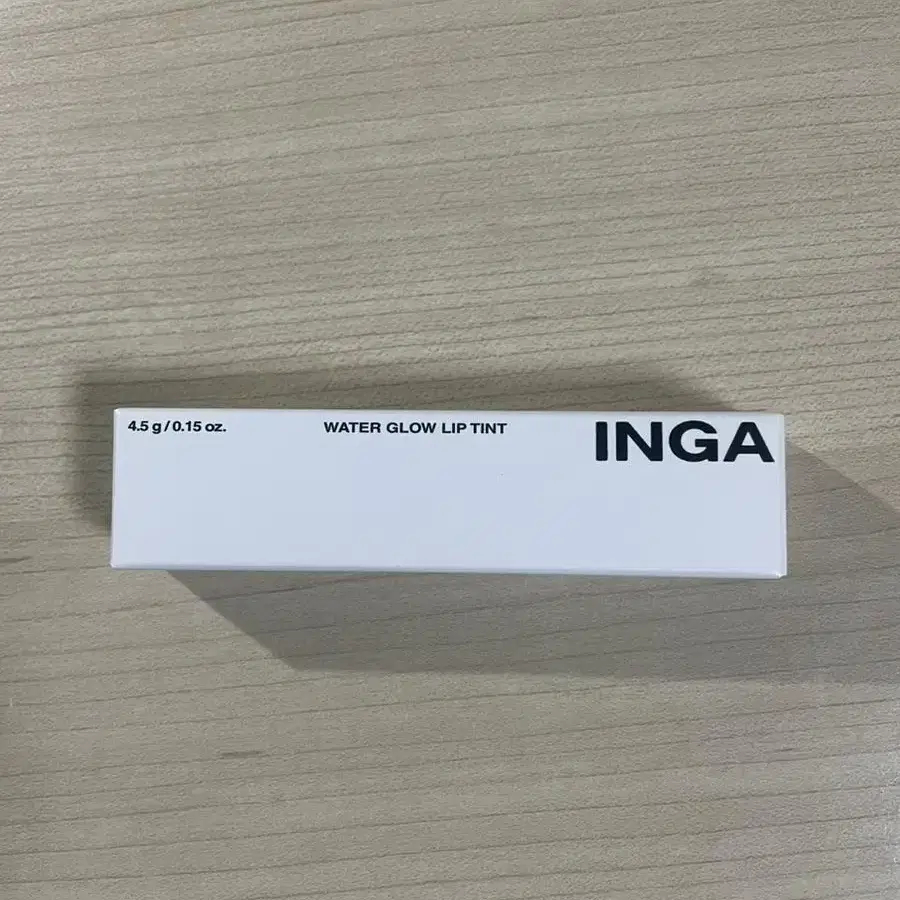 4.5 g / 0.15 oz.
WATER GLOW LIP TINT
INGA